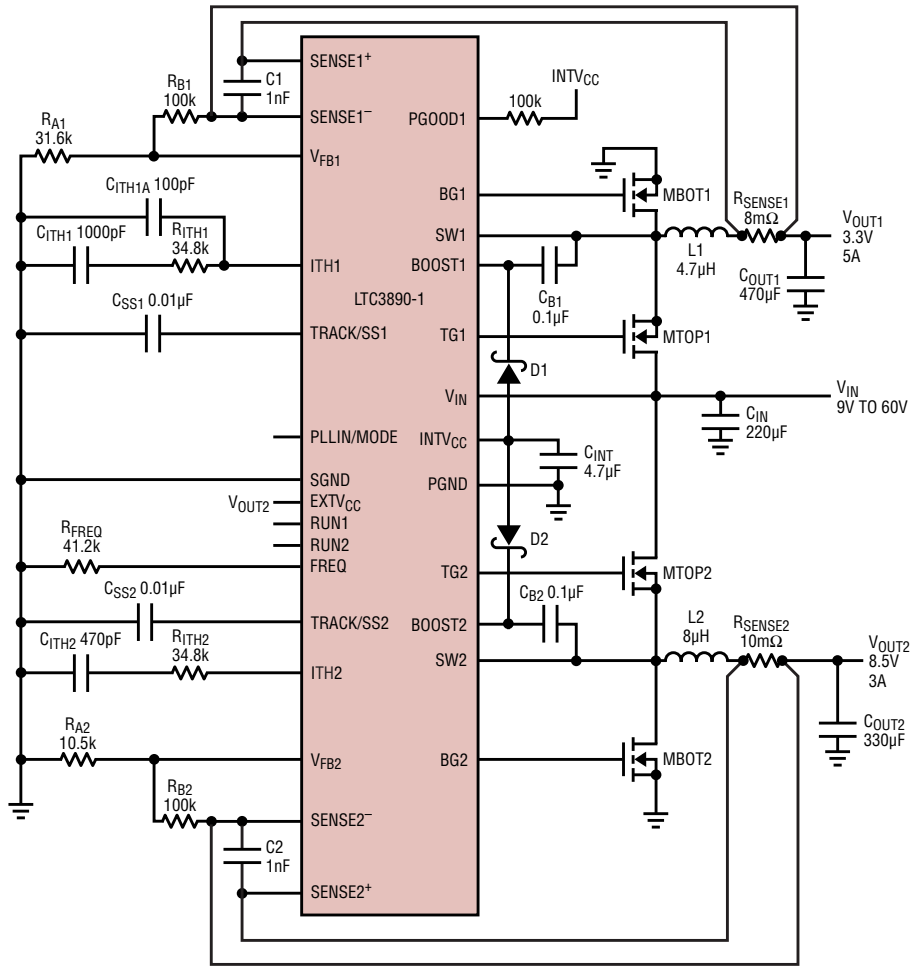 SENSE1+
C1
1nF
RB1
100k
SENSE1–
INTVCC
100k
PGOOD1
RA1
31.6k
VFB1
CITH1A 100pF
BG1
MBOT1
RSENSE1
8mΩ
VOUT1
3.3V
5A
CITH1 1000pF
RITH1
34.8k
SW1
L1
4.7µH
ITH1
BOOST1
COUT1
470µF
LTC3890-1
CB1
0.1µF
CSS1 0.01µF
TRACK/SS1
TG1
MTOP1
D1
VIN
VIN
9V TO 60V
CIN
220µF
PLLIN/MODE
INTVCC
CINT
4.7µF
SGND
PGND
VOUT2
EXTVCC
RUN1
RUN2
D2
RFREQ
41.2k
FREQ
TG2
MTOP2
CSS2 0.01µF
CB2 0.1µF
TRACK/SS2
BOOST2
L2
8µH
RSENSE2
10mΩ
VOUT2
8.5V
3A
CITH2 470pF
RITH2
34.8k
SW2
ITH2
COUT2
330µF
RA2
10.5k
VFB2
BG2
MBOT2
RB2
100k
SENSE2–
C2
1nF
SENSE2+